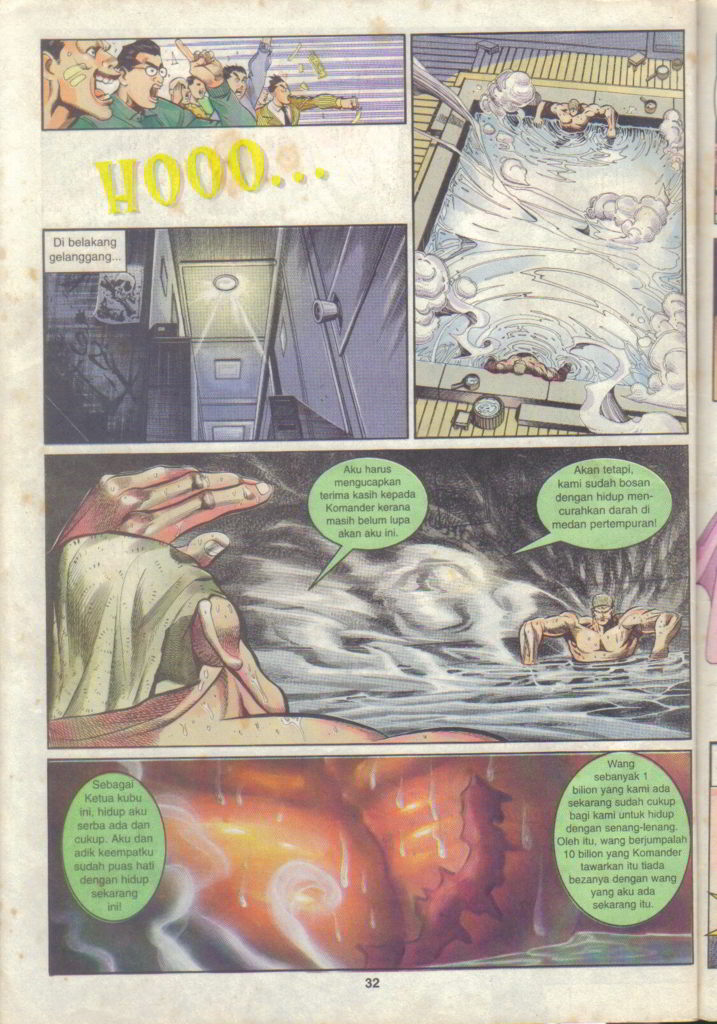 HOOO...
Di belakang
gelanggang...
Aku harus
mengucapkan
terima kasih kepada
Komander kerana
masih belum lupa
akan aku ini.
Akan tetapi,
kami sudah bosan
dengan hidup men-
curahkan darah di
medan pertempuran!
Sebagai
Ketua kubu
ini, hidup aku
serba ada dan
cukup. Aku dan
adik keempatku
sudah puas hati
dengan hidup
sekarang
ini!
Wang
sebanyak 1
bilion yang kami ada
sekarang sudah cukup
bagi kami untuk hidup
dengan senang-lenang.
Oleh itu, wang berjumpalah
10 bilion yang Komander
tawarkan itu tiada
bezanya dengan wang
yang aku ada
sekarang itu.
32